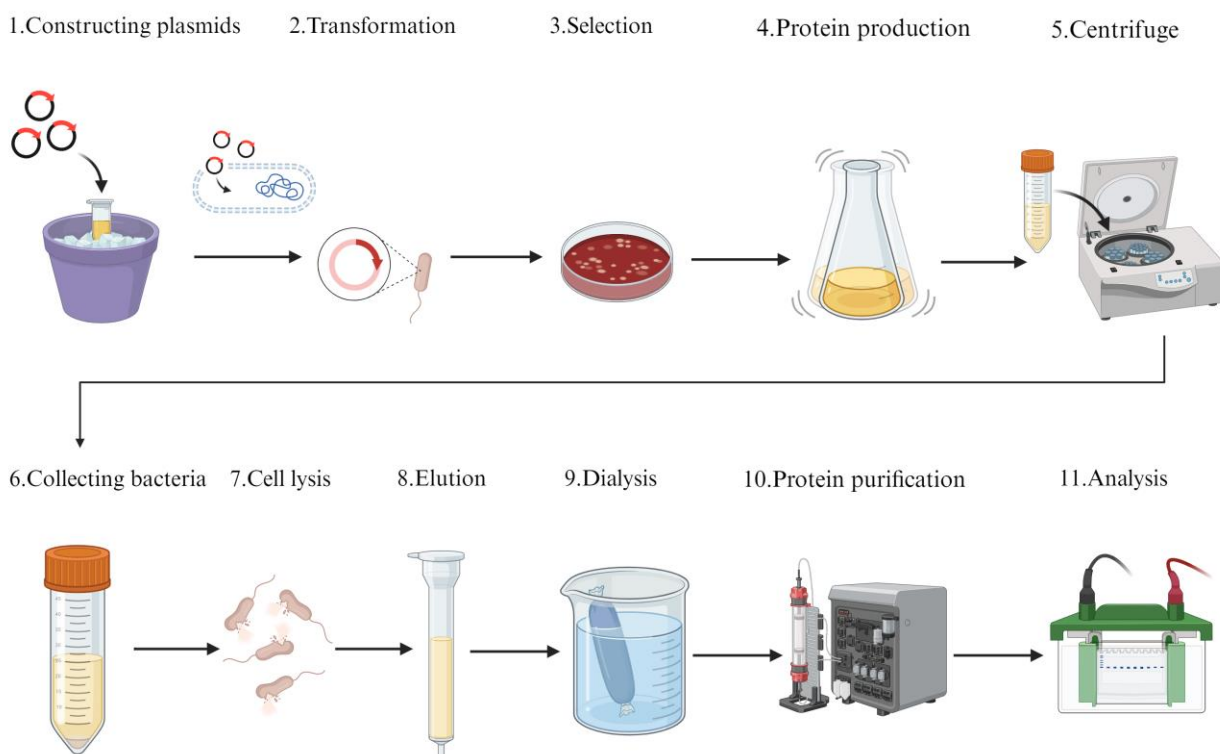 1.Constructing plasmids
2.Transformation
3.Selection
4.Protein production
5.Centrifuge
6.Collecting bacteria
7.Cell lysis
8.Elution
9.Dialysis
10.Protein purification
11.Analysis